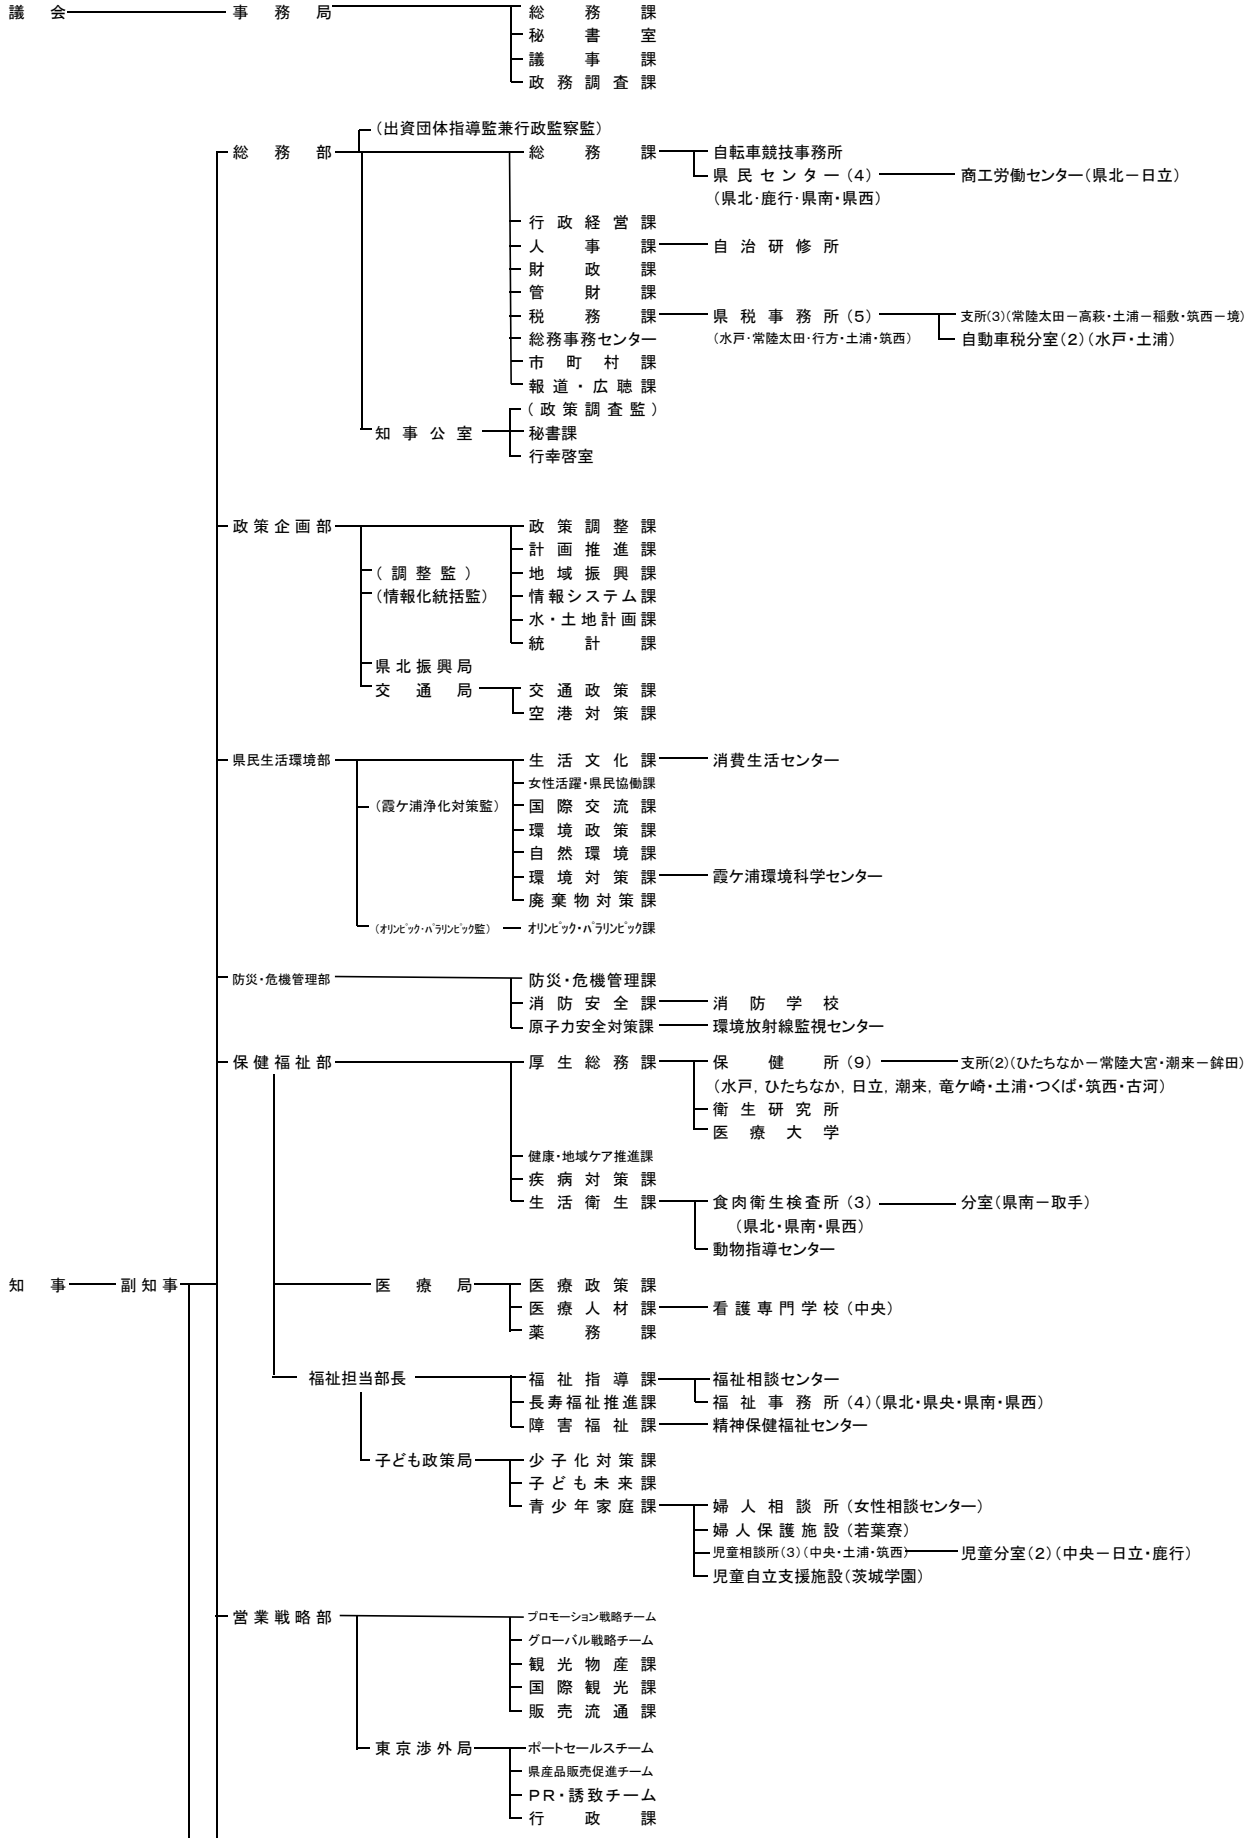 議会 事務局 総務課
秘書室
議事課
政務調査課
(出資団体指導監兼行政監察監)
総務部 総務課 自転車競技事務所
県民センター(4) 商工労働センター(県北－日立)
(県北・鹿行・県南・県西)
行政経営課
人事課 自治研修所
財政課
管財課
税務課 県税事務所(5) 支所(3)(常陸太田－高萩・土浦－稲敷・筑西－境)
総務事務センター (水戸・常陸太田・行方・土浦・筑西) 自動車税分室(2)(水戸・土浦)
市町村課
報道・広聴課
(政策調査監)
知事公室 秘書課
行幸啓室
政策企画部 政策調整課
計画推進課
(調整監) 地域振興課
(情報化統括監) 情報システム課
水・土地計画課
統計課
県北振興局
交通局 交通政策課
空港対策課
県民生活環境部 生活文化課 消費生活センター
女性活躍・県民協働課
(霞ケ浦浄化対策監) 国際交流課
環境政策課
自然環境課
環境対策課 霞ケ浦環境科学センター
廃棄物対策課
(ｵﾘﾝﾋﾟｯｸ・ﾊﾟﾗﾘﾝﾋﾟｯｸ監) ｵﾘﾝﾋﾟｯｸ・ﾊﾟﾗﾘﾝﾋﾟｯｸ課
防災・危機管理部 防災・危機管理課
消防安全課 消防学校
原子力安全対策課 環境放射線監視センター
保健福祉部 厚生総務課 保健所(9) 支所(2)(ひたちなか－常陸大宮・潮来－鉾田)
(水戸, ひたちなか, 日立, 潮来, 竜ケ崎・土浦・つくば・筑西・古河)
衛生研究所
医療大学
健康・地域ケア推進課
疾病対策課
生活衛生課 食肉衛生検査所(3) 分室(県南－取手)
(県北・県南・県西)
動物指導センター
知事 副知事 医療局 医療政策課
医療人材課 看護専門学校(中央)
薬務課
福祉担当部長 福祉指導課 福祉相談センター
長寿福祉推進課 福祉事務所(4)(県北・県央・県南・県西)
障害福祉課 精神保健福祉センター
子ども政策局 少子化対策課
子ども未来課
青少年家庭課 婦人相談所(女性相談センター)
婦人保護施設(若葉寮)
児童相談所(3)(中央・土浦・筑西) 児童分室(2)(中央－日立・鹿行)
児童自立支援施設(茨城学園)
営業戦略部 プロモーション戦略チーム
グローバル戦略チーム
観光物産課
国際観光課
販売流通課
東京渉外局 ポートセールスチーム
県産品販売促進チーム
PR・誘致チーム
行政課